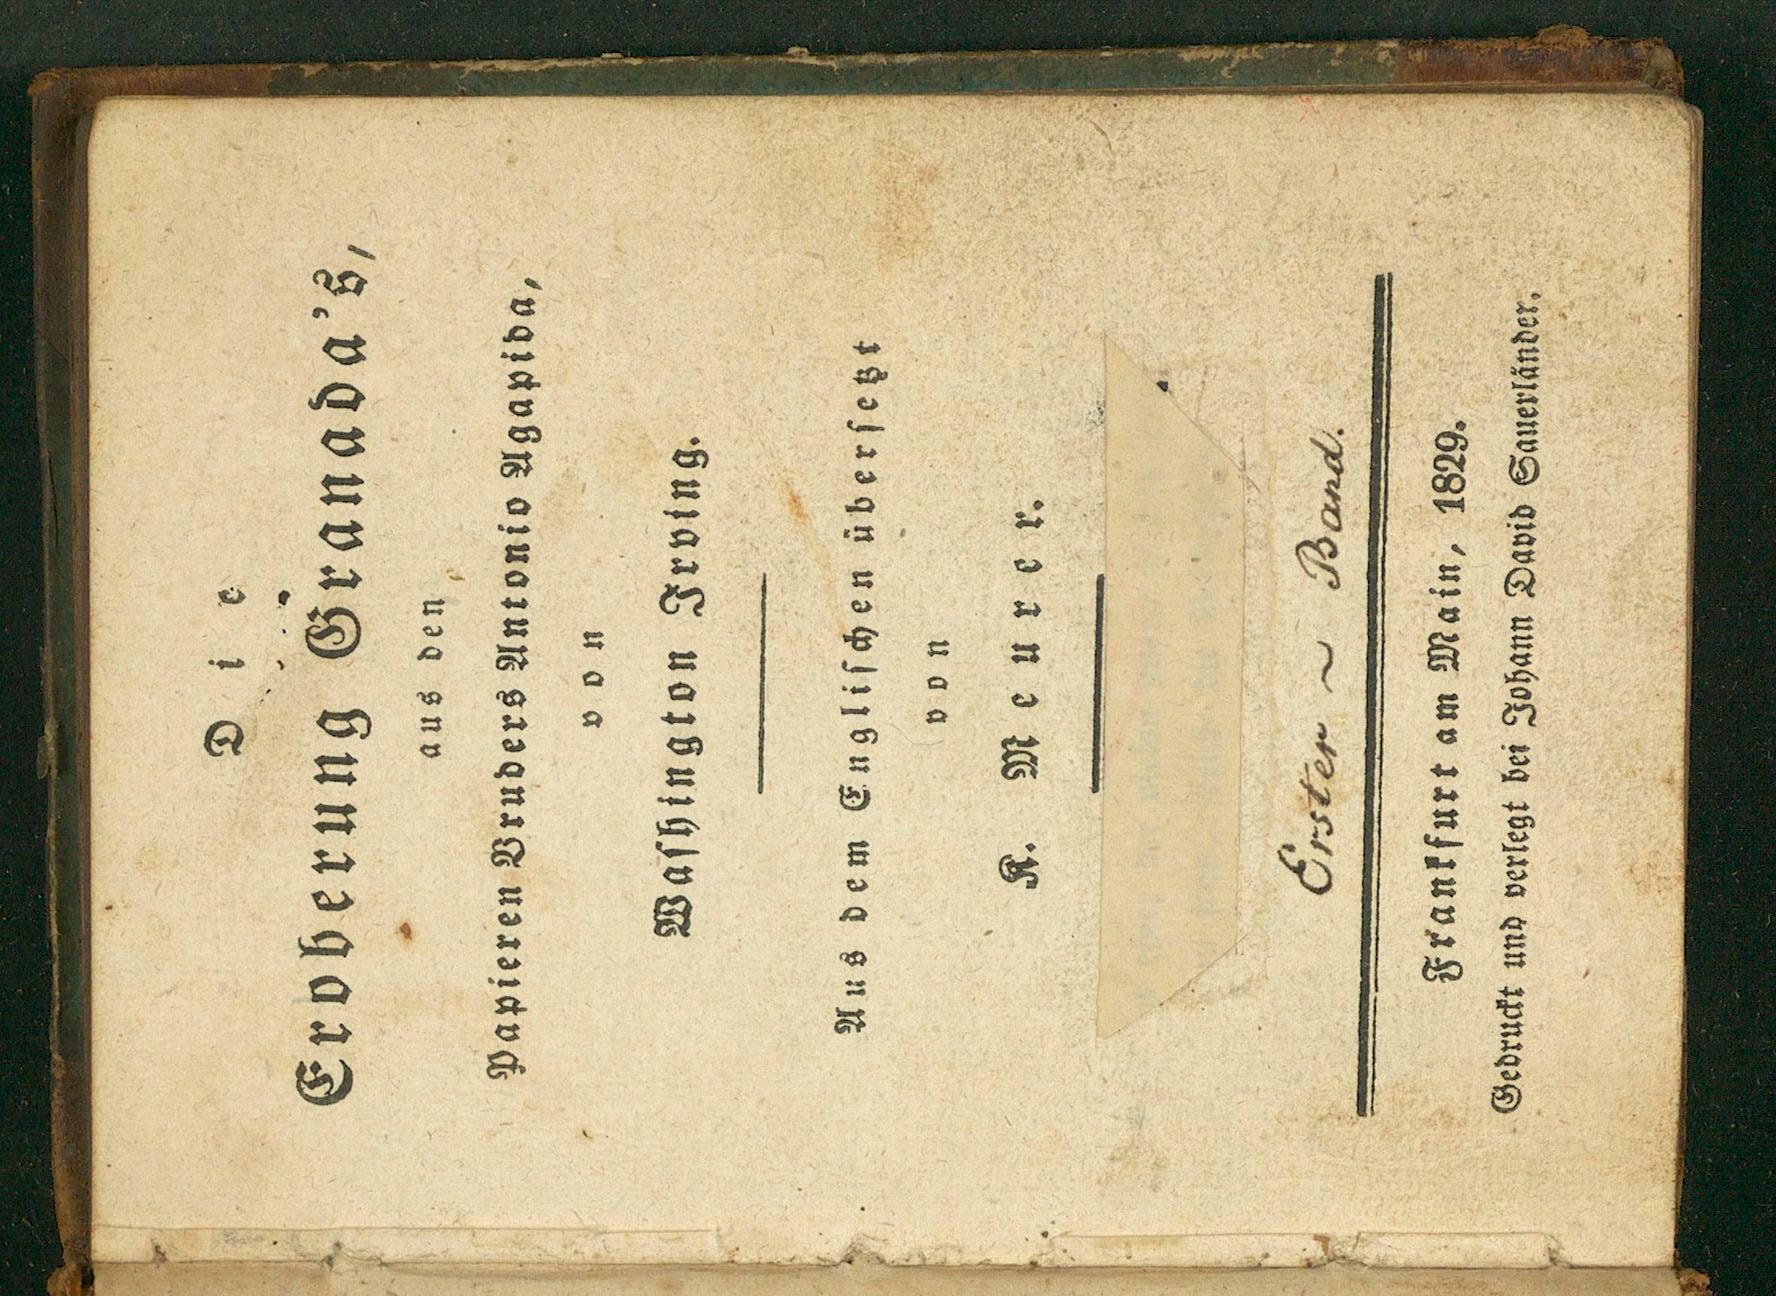 Die
Eroberung Granada's,
aus den
Papieren Bruders Antonio Agapida,
von
Washington Irving.
Aus dem Englischen übersetzt
von
K. Meurer.
Erster ~ Band.
Frankfurt am Main, 1829.
Gedruckt und verlegt bei Johann David Sauerländer.